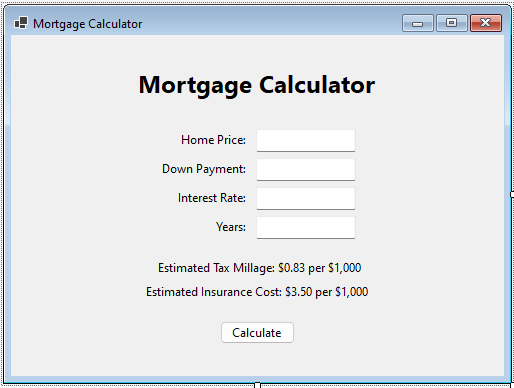 Mortgage Calculator
Mortgage Calculator
Home Price:
Down Payment:
Interest Rate:
Years:
Estimated Tax Millage: $0.83 per $1,000
Estimated Insurance Cost: $3.50 per $1,000
Calculate